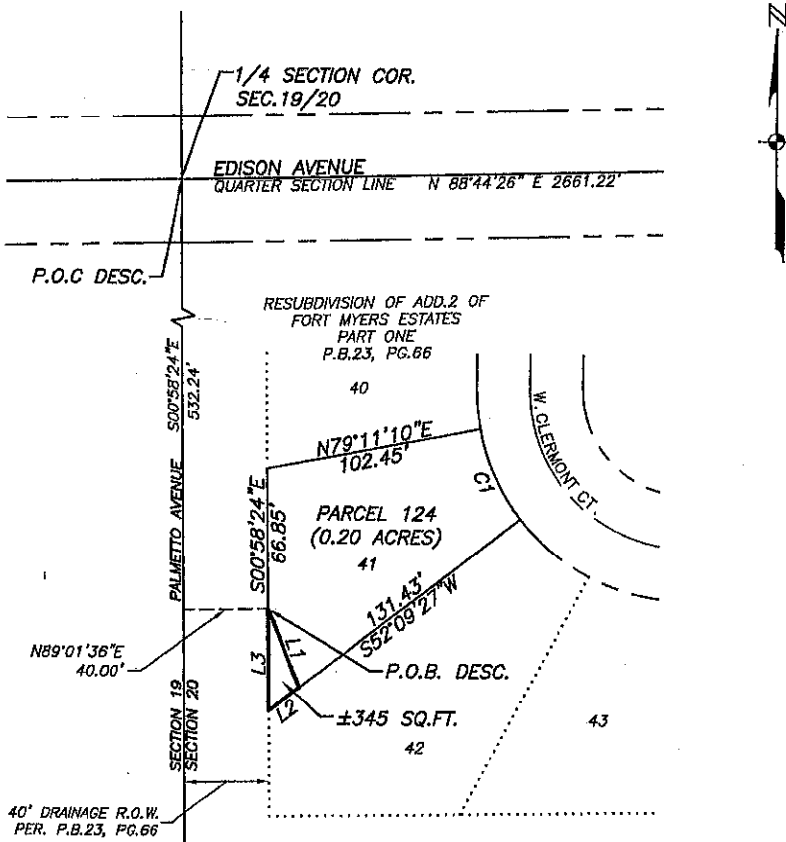 N
1/4 SECTION COR.
SEC.19/20
EDISON AVENUE
QUARTER SECTION LINE N 88°44'26" E 2661.22'
P.O.C DESC.
RESUBDIVISION OF ADD.2 OF
FORT MYERS ESTATES
PART ONE
P.B.23, PG.66
40
PALMETTO AVENUE S00°58'24"E
532.24'
N79°11'10"E
102.45'
W. CLERMONT CT.
C1
S00°58'24"E
66.85'
PARCEL 124
(0.20 ACRES)
41
131.43'
S52°09'27"W
N89°01'36"E
40.00'
L3
L1
P.O.B. DESC.
L2
±345 SQ.FT.
42
43
SECTION 19
SECTION 20
40' DRAINAGE R.O.W.
PER. P.B.23, PG.66